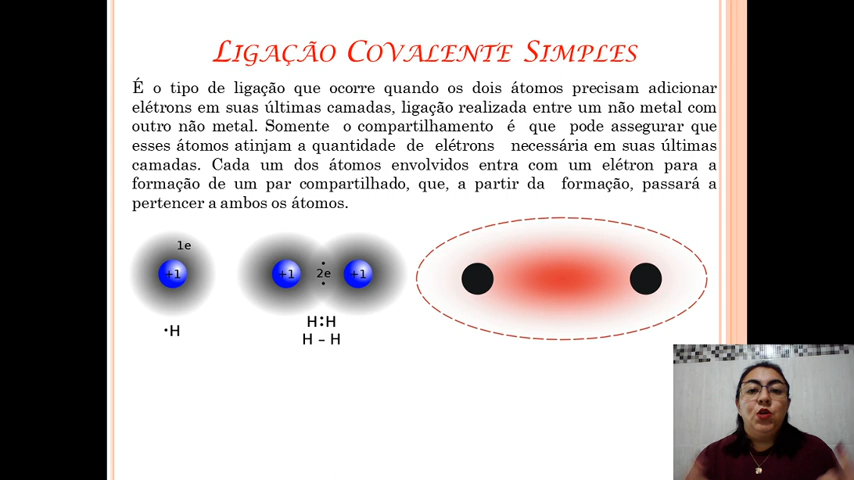 LIGAÇÃO COVALENTE SIMPLES
É o tipo de ligação que ocorre quando os dois átomos precisam adicionar
elétrons em suas últimas camadas, ligação realizada entre um não metal com
outro não metal. Somente o compartilhamento é que pode assegurar que
esses átomos atinjam a quantidade de elétrons necessária em suas últimas
camadas. Cada um dos átomos envolvidos entra com um elétron para a
formação de um par compartilhado, que, a partir da formação, passará a
pertencer a ambos os átomos.
1e
+1
+1 2e +1
·H
H:H
H – H